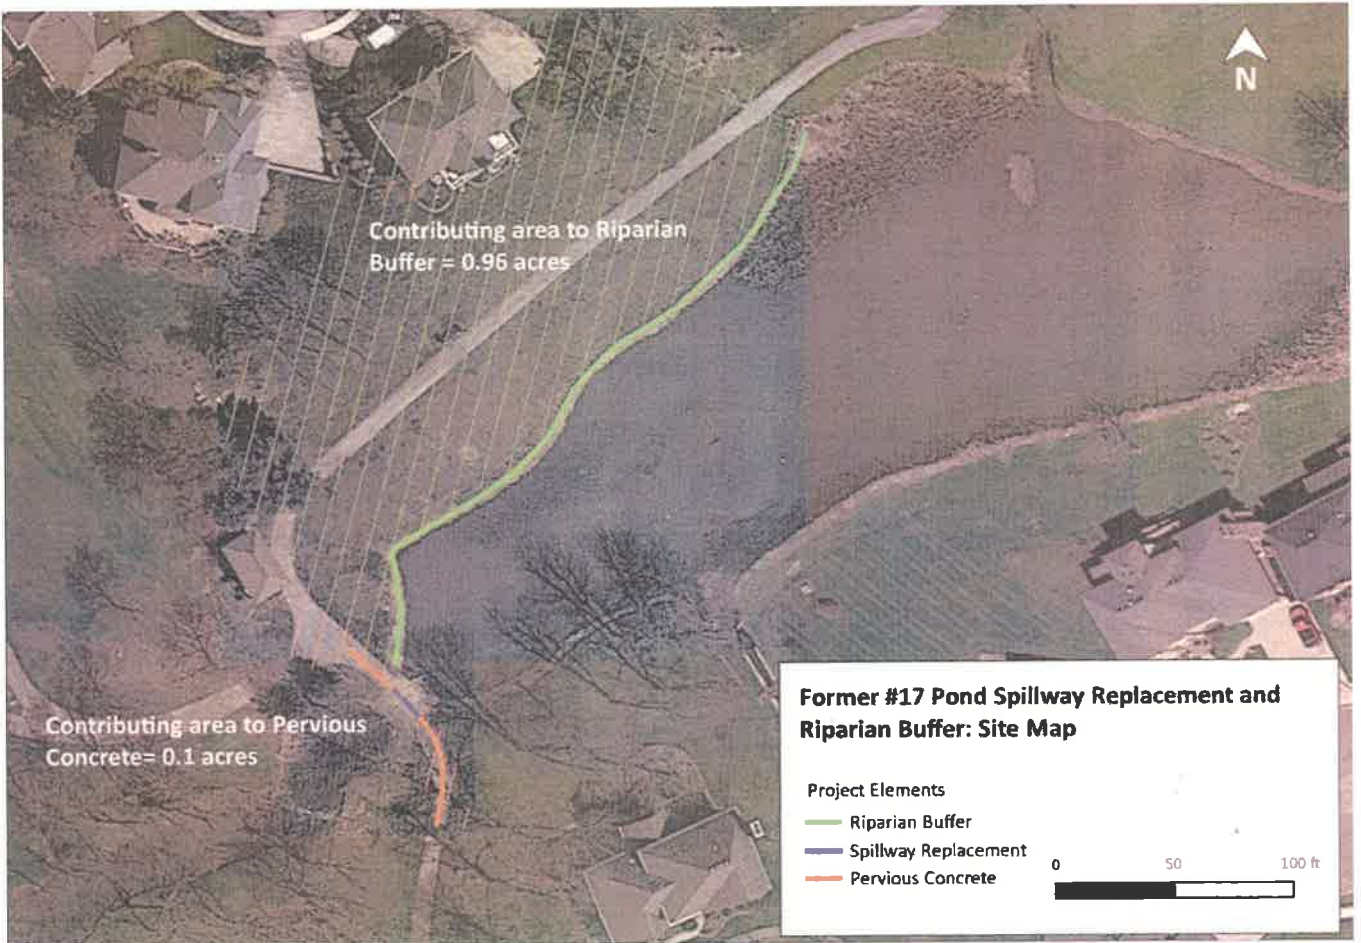 N
Contributing area to Riparian
Buffer = 0.96 acres
Contributing area to Pervious
Concrete= 0.1 acres
Former #17 Pond Spillway Replacement and
Riparian Buffer: Site Map
Project Elements
Riparian Buffer
Spillway Replacement
Pervious Concrete
0 50 100 ft